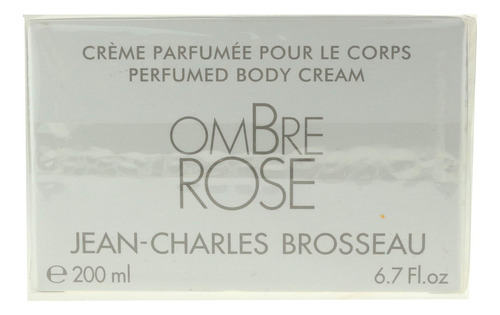 CRÈME PARFUMÉE POUR LE CORPS
PERFUMED BODY CREAM
OMBRE
ROSE
JEAN-CHARLES BROSSEAU
℮ 200 ml 6.7 Fl.oz